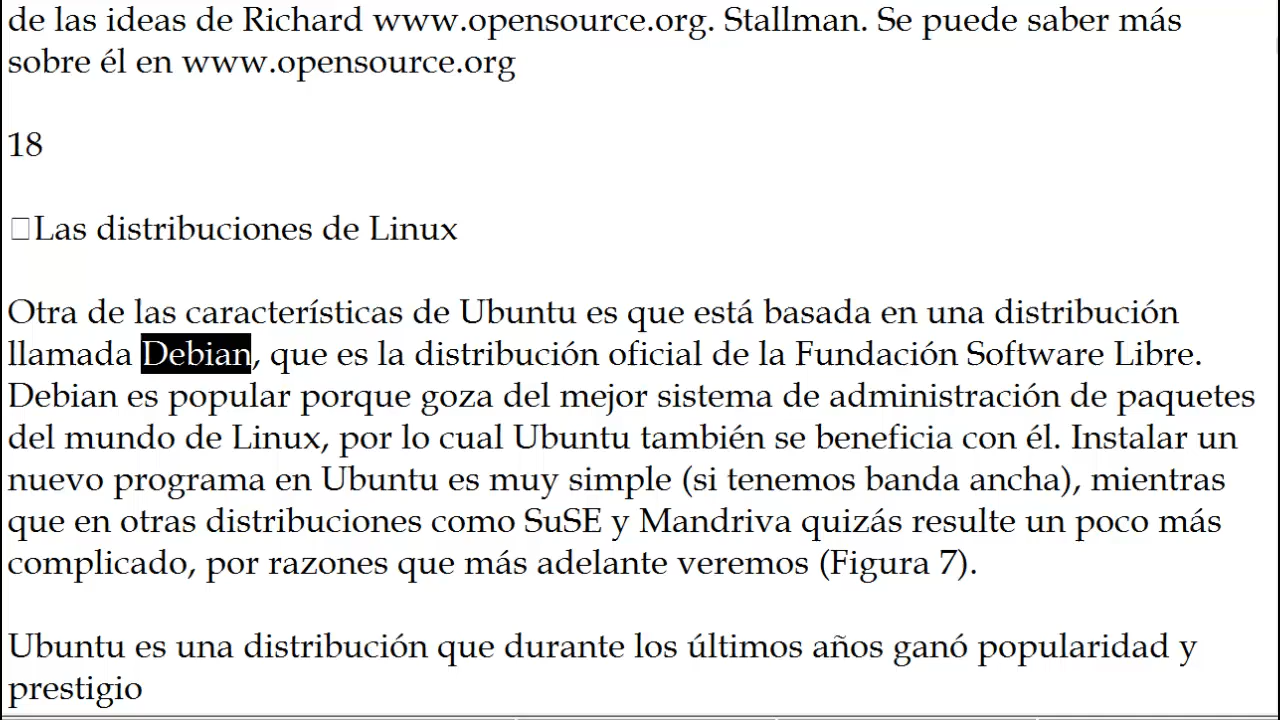 de las ideas de Richard www.opensource.org. Stallman. Se puede saber más
sobre él en www.opensource.org
18
□Las distribuciones de Linux
Otra de las características de Ubuntu es que está basada en una distribución
llamada Debian, que es la distribución oficial de la Fundación Software Libre.
Debian es popular porque goza del mejor sistema de administración de paquetes
del mundo de Linux, por lo cual Ubuntu también se beneficia con él. Instalar un
nuevo programa en Ubuntu es muy simple (si tenemos banda ancha), mientras
que en otras distribuciones como SuSE y Mandriva quizás resulte un poco más
complicado, por razones que más adelante veremos (Figura 7).
Ubuntu es una distribución que durante los últimos años ganó popularidad y
prestigio